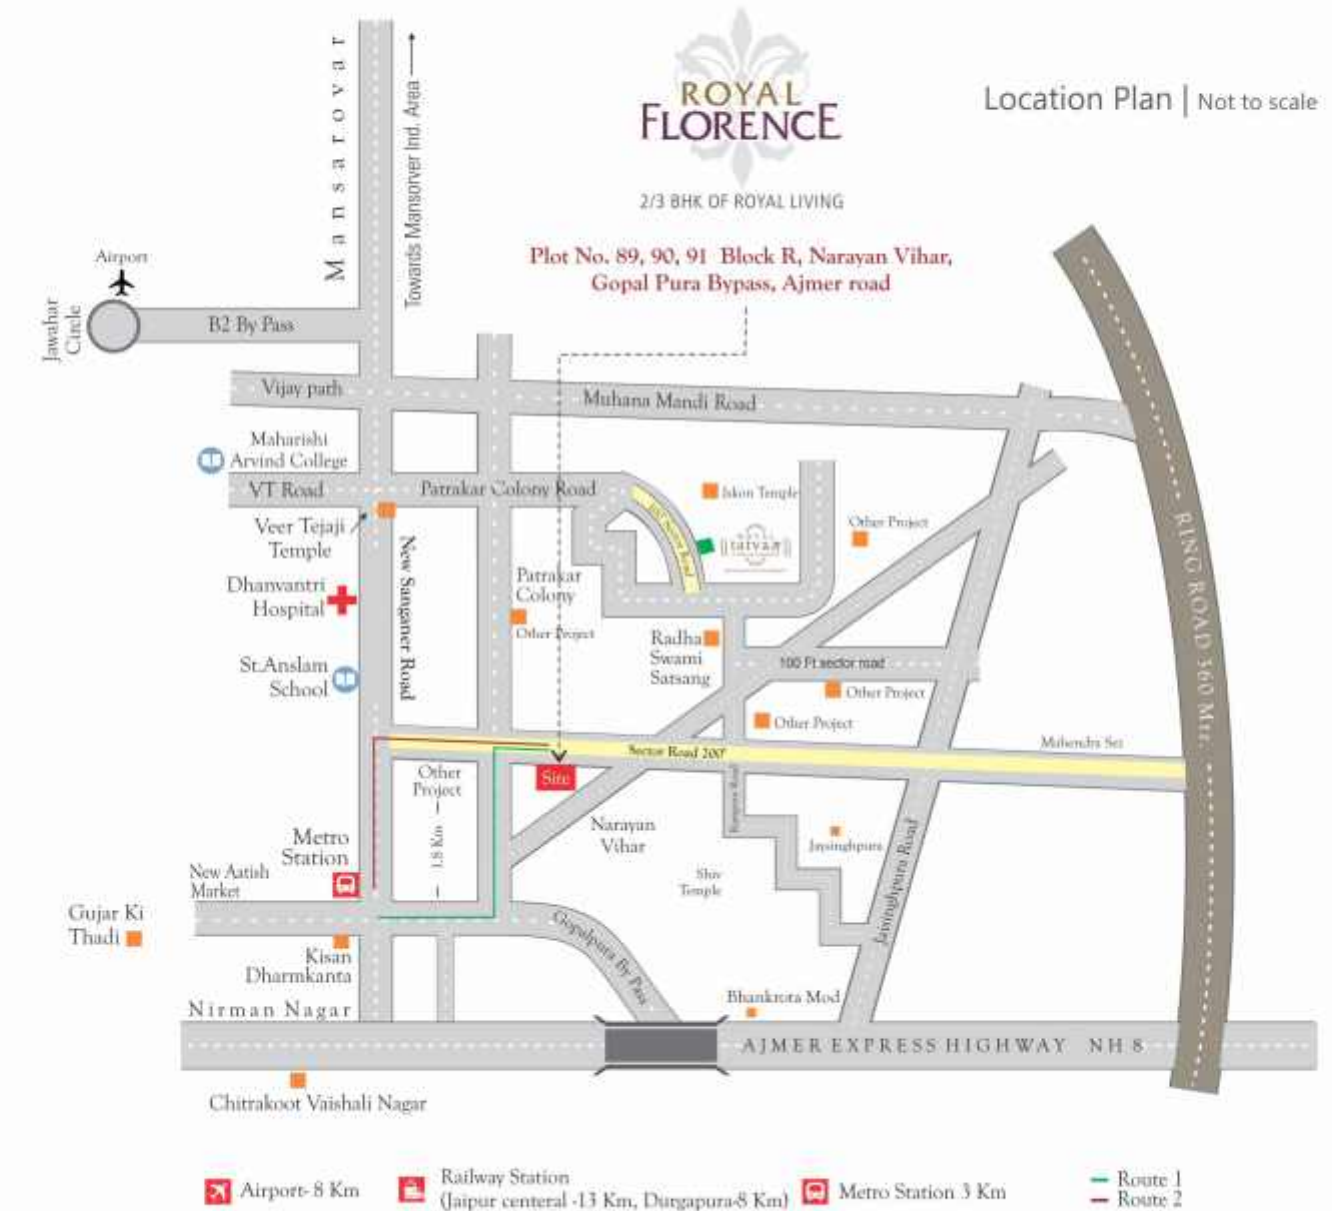 ROYAL
FLORENCE
2/3 BHK OF ROYAL LIVING
Location Plan | Not to scale
Plot No. 89, 90, 91 Block R, Narayan Vihar,
Gopal Pura Bypass, Ajmer road
Mansarovar
Towards Mansorver Ind. Area
Airport
Jawahar
Circle
B2 By Pass
Vijay path
Muhana Mandi Road
Maharishi
Arvind College
VT Road
Patrakar Colony Road
Iskon Temple
Other Project
Veer Tejaji
Temple
New Sanganer Road
Dhanvantri
Hospital
Patrakar
Colony
Other Project
Radha
Swami
Satsang
100 Ft sector road
St.Anslam
School
Other Project
Other Project
RING ROAD 360 Mtr.
Sector Road 200'
Mahendra Sez
Other
Project
Site
1.8 Km
Narayan
Vihar
Jaysinghpura
Jaisinghpura Road
Metro
Station
New Aatish
Market
Shiv
Temple
Gujar Ki
Thadi
Kisan
Dharmkanta
Gopalpura By Pass
Bhankrota Mod
Nirman Nagar
AJMER EXPRESS HIGHWAY NH 8
Chitrakoot Vaishali Nagar
Airport- 8 Km
Railway Station
(Jaipur centeral -13 Km, Durgapura-8 Km)
Metro Station 3 Km
Route 1
Route 2